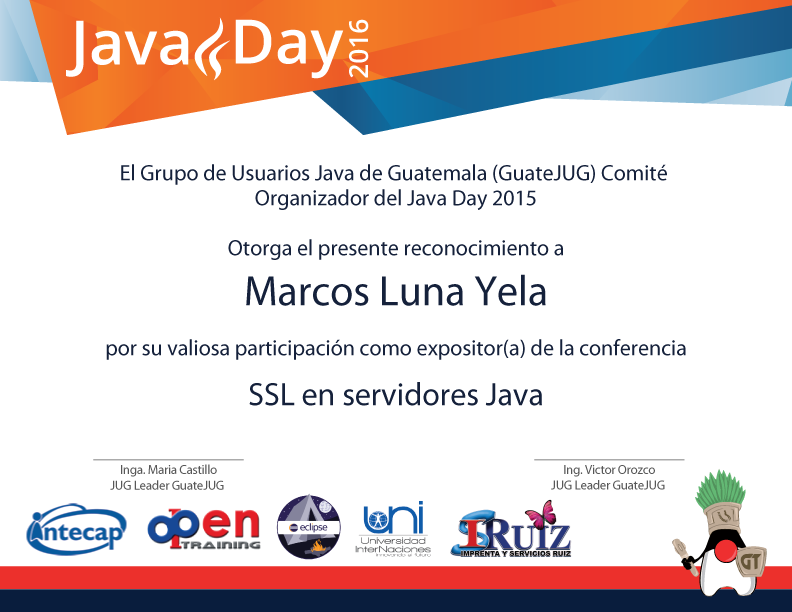 Java Day 2016
El Grupo de Usuarios Java de Guatemala (GuateJUG) Comité
Organizador del Java Day 2015
Otorga el presente reconocimiento a
Marcos Luna Yela
por su valiosa participación como expositor(a) de la conferencia
SSL en servidores Java
Inga. Maria Castillo
JUG Leader GuateJUG
Ing. Victor Orozco
JUG Leader GuateJUG
intecap
open
TRAINING
eclipse
uni
Universidad
InterNaciones
innovando el futuro
RUIZ
IMPRENTA Y SERVICIOS RUIZ
GT